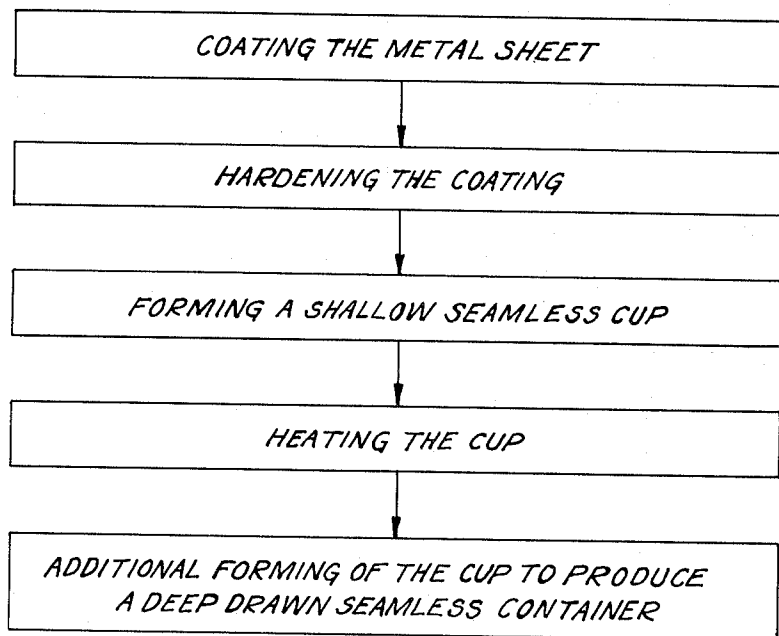 COATING THE METAL SHEET
HARDENING THE COATING
FORMING A SHALLOW SEAMLESS CUP
HEATING THE CUP
ADDITIONAL FORMING OF THE CUP TO PRODUCE
A DEEP DRAWN SEAMLESS CONTAINER